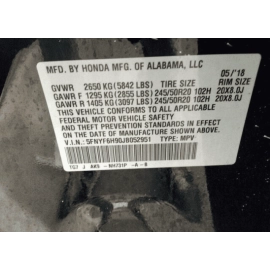 MFD. BY HONDA MFG. OF ALABAMA, LLC
05/'18
GVWR 2650 KG (5842 LBS) TIRE SIZE RIM SIZE
GAWR F 1295 KG (2855 LBS) 245/50R20 102H 20X8.0J
GAWR R 1405 KG (3097 LBS) 245/50R20 102H 20X8.0J
THIS VEHICLE CONFORMS TO ALL APPLICABLE FEDERAL
MOTOR VEHICLE SAFETY AND THEFT PREVENTION
STANDARDS IN EFFECT ON THE DATE OF MANUFACTURE
SHOWN ABOVE.
V.I.N.: 5FNYF6H90JB052951 TYPE: MPV